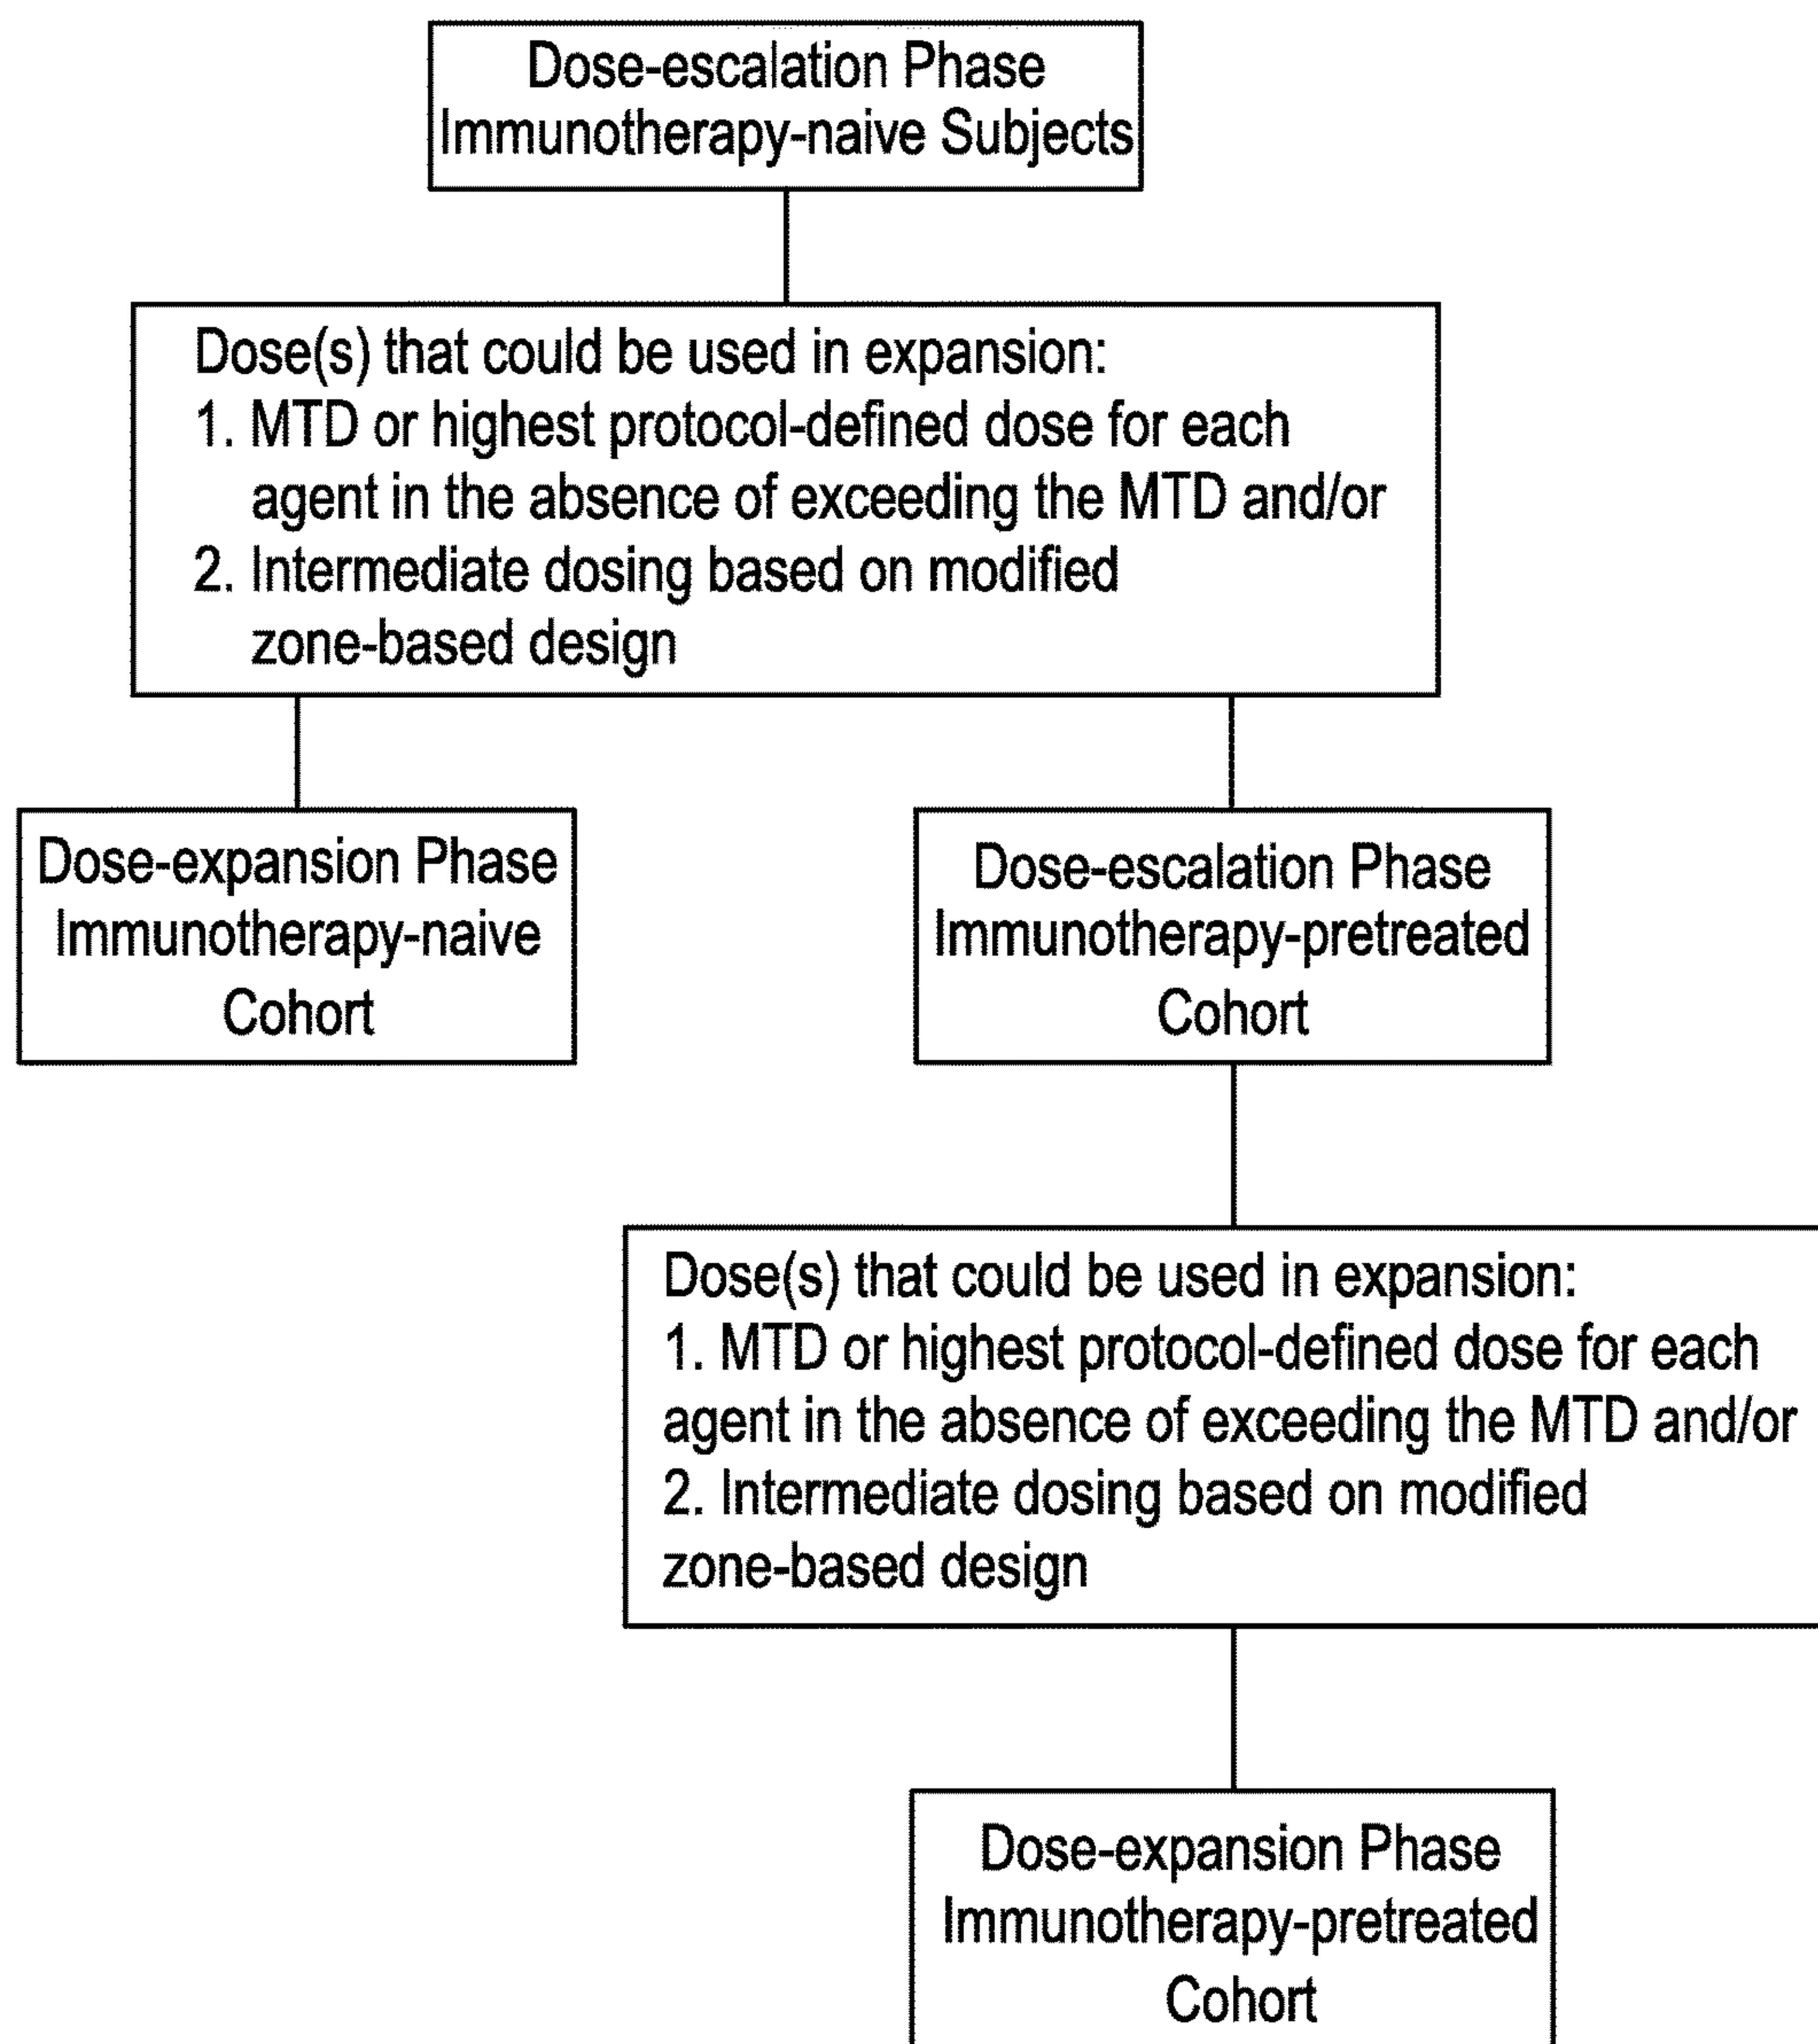 Dose-escalation Phase
Immunotherapy-naive Subjects
Dose(s) that could be used in expansion:
1. MTD or highest protocol-defined dose for each
agent in the absence of exceeding the MTD and/or
2. Intermediate dosing based on modified
zone-based design
Dose-expansion Phase
Immunotherapy-naive
Cohort
Dose-escalation Phase
Immunotherapy-pretreated
Cohort
Dose(s) that could be used in expansion:
1. MTD or highest protocol-defined dose for each
agent in the absence of exceeding the MTD and/or
2. Intermediate dosing based on modified
zone-based design
Dose-expansion Phase
Immunotherapy-pretreated
Cohort